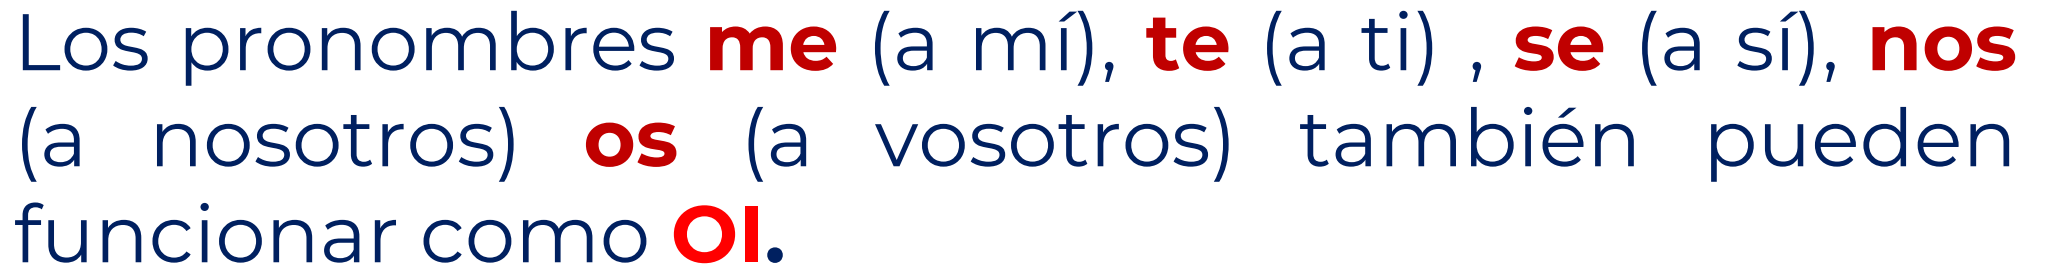 Los pronombres me (a mí), te (a ti) , se (a sí), nos
(a nosotros) os (a vosotros) también pueden
funcionar como OI.